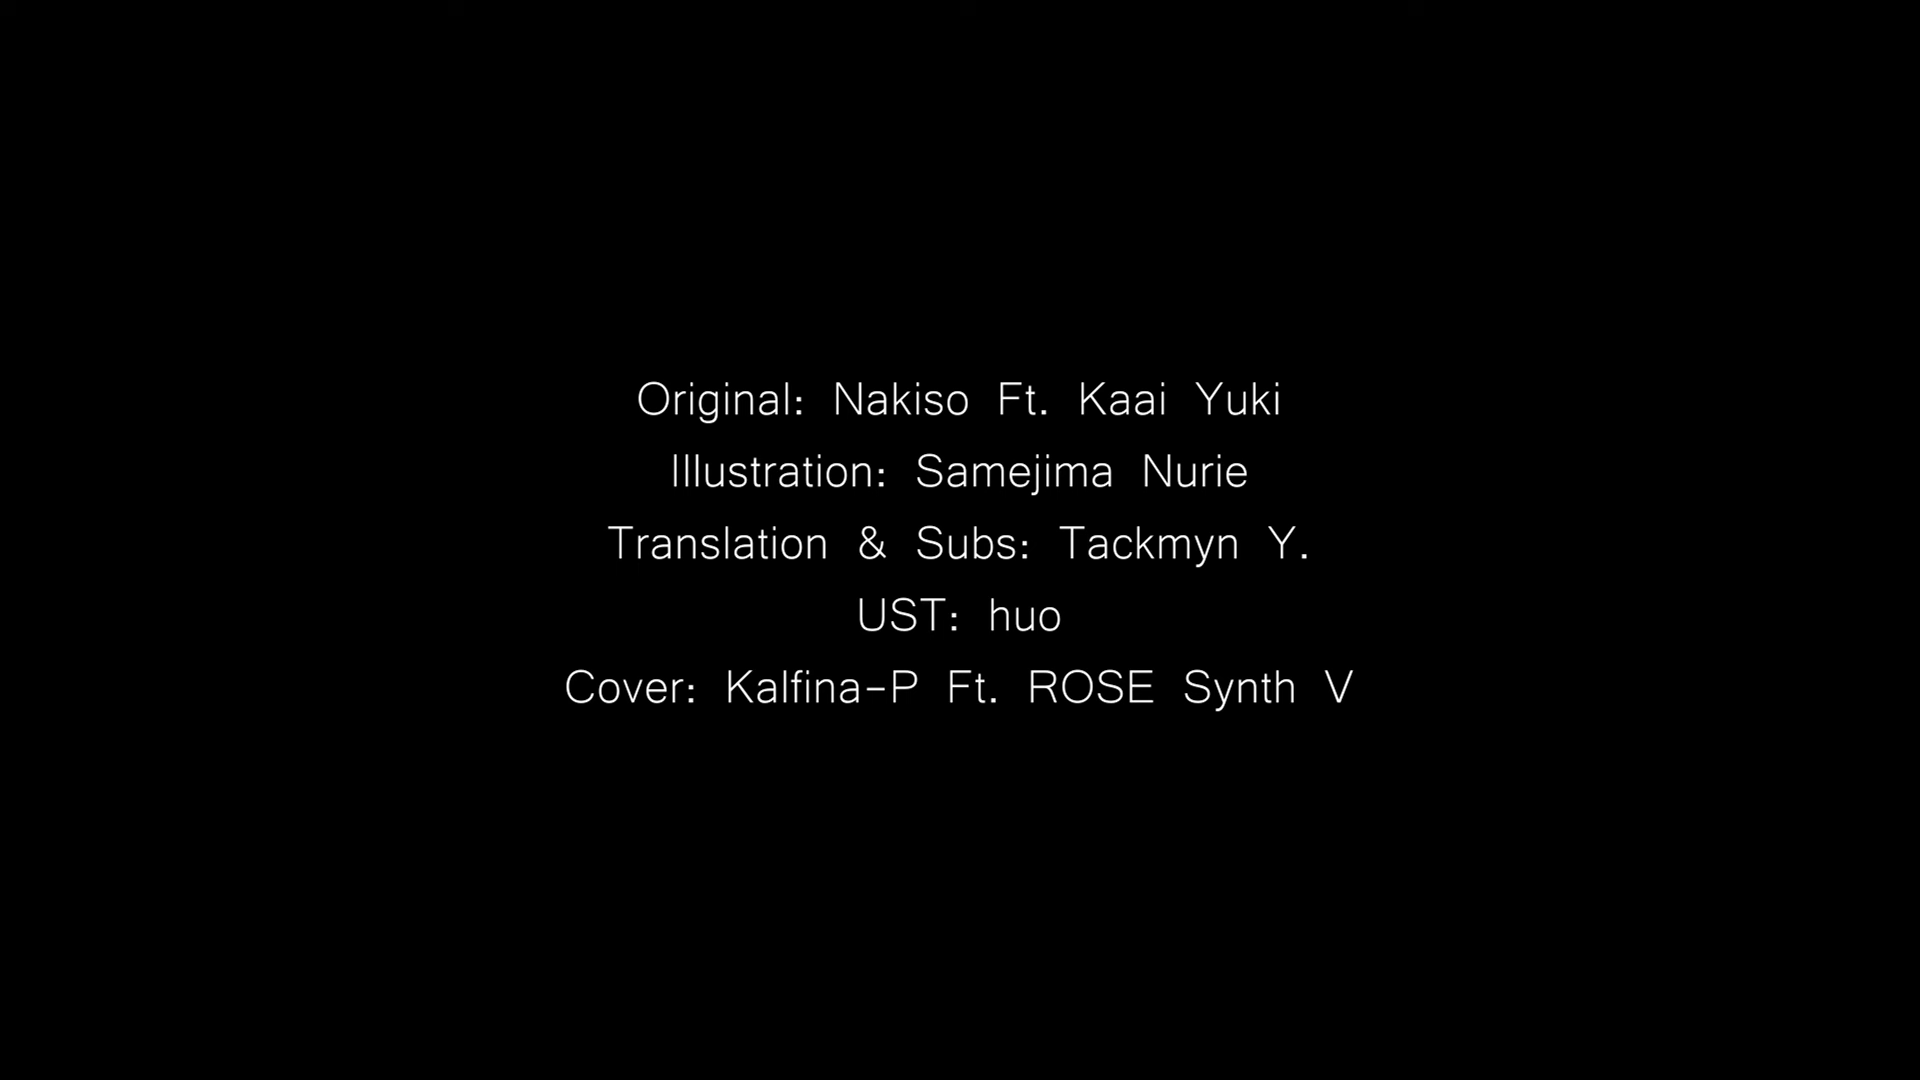 Original: Nakiso Ft. Kaai Yuki
Illustration: Samejima Nurie
Translation & Subs: Tackmyn Y.
UST: huo
Cover: Kalfina-P Ft. ROSE Synth V